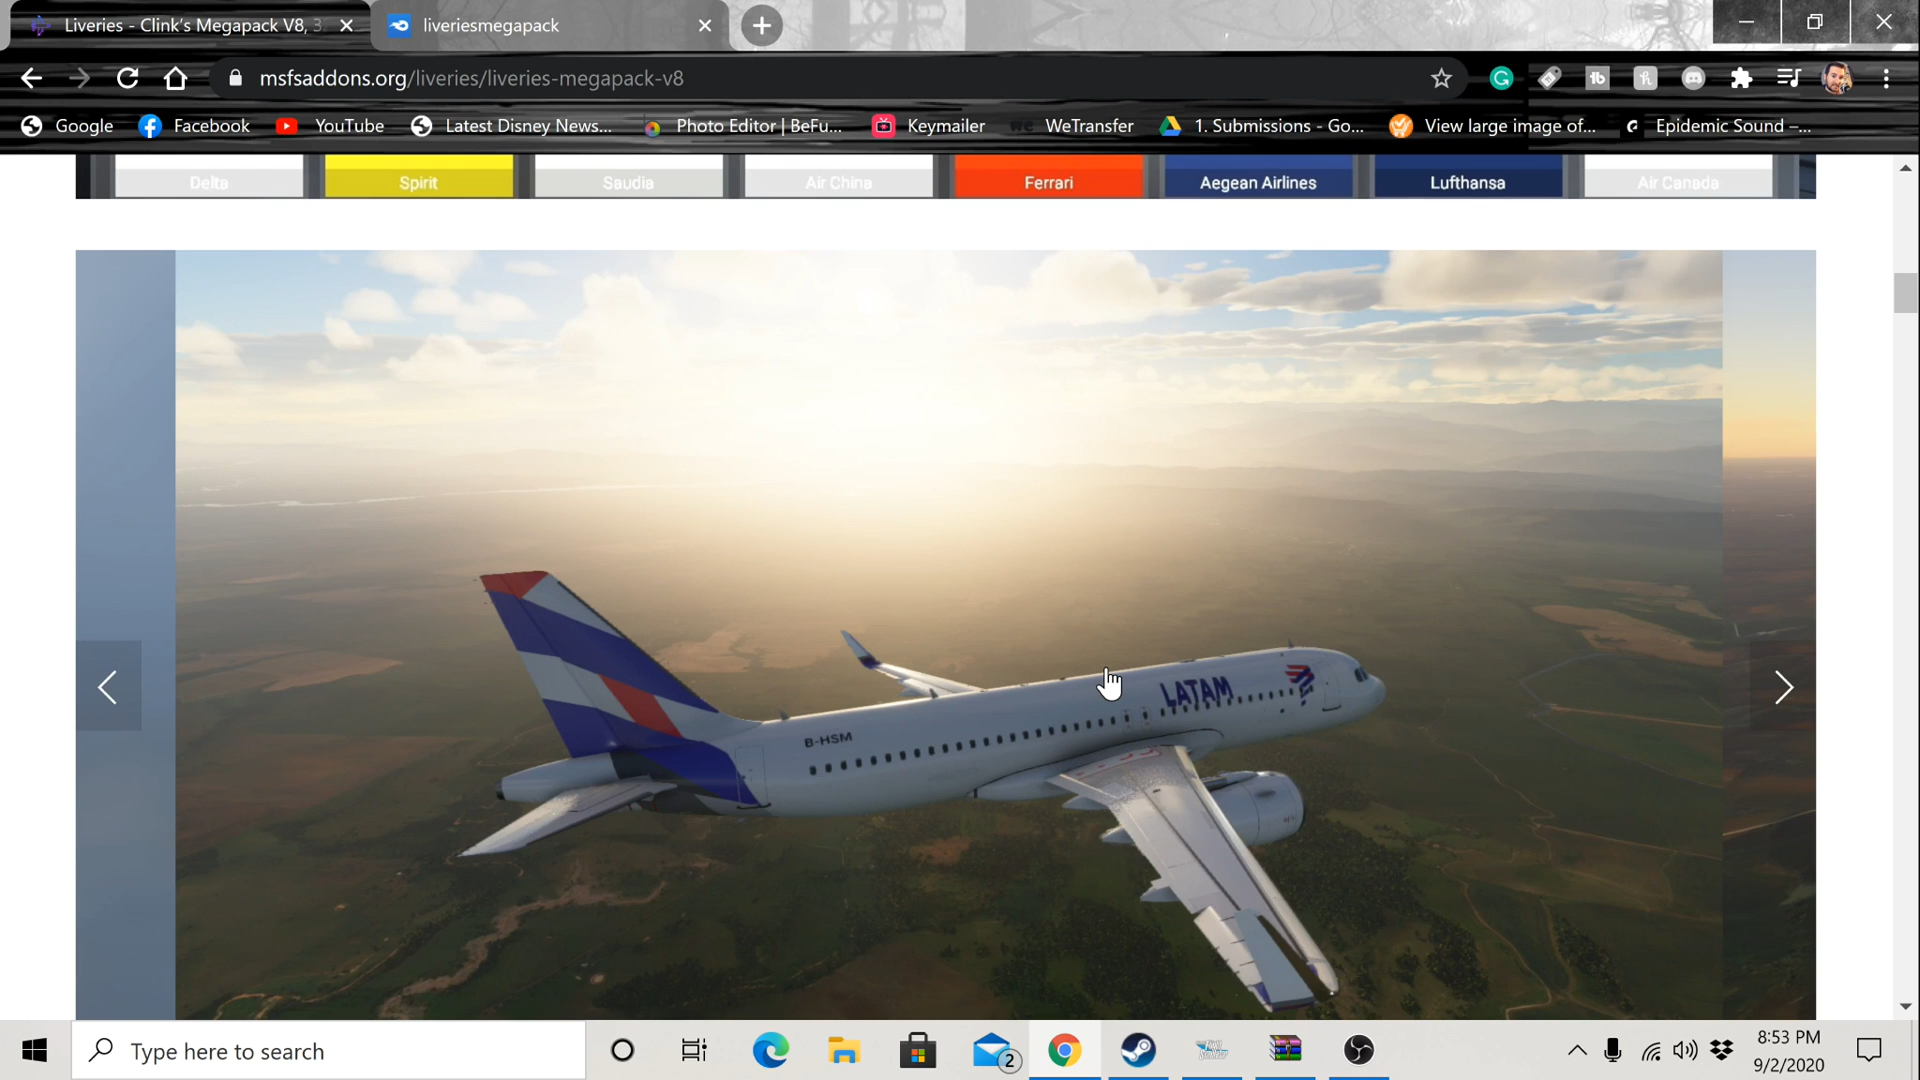 Liveries - Clink's Megapack V8, 3
liveriesmegapack
msfsaddons.org/liveries/liveries-megapack-v8
Google
Facebook
YouTube
Latest Disney News...
Photo Editor | BeFu...
Keymailer
WeTransfer
1. Submissions - Go...
View large image of...
Epidemic Sound –...
Delta
Spirit
Saudia
Air China
Ferrari
Aegean Airlines
Lufthansa
Air Canada
LATAM
B-HSM
Type here to search
2
8:53 PM
9/2/2020